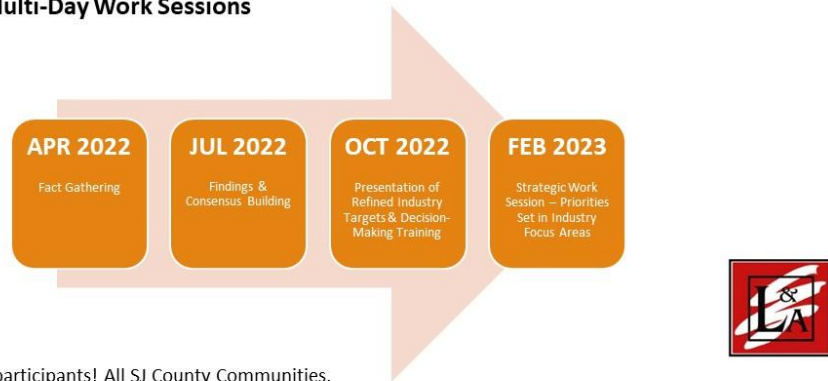 Multi-Day Work Sessions
APR 2022
Fact Gathering
JUL 2022
Findings &
Consensus Building
OCT 2022
Presentation of
Refined Industry
Targets & Decision-
Making Training
FEB 2023
Strategic Work
Session – Priorities
Set in Industry
Focus Areas
L&A
participants! All SJ County Communities.